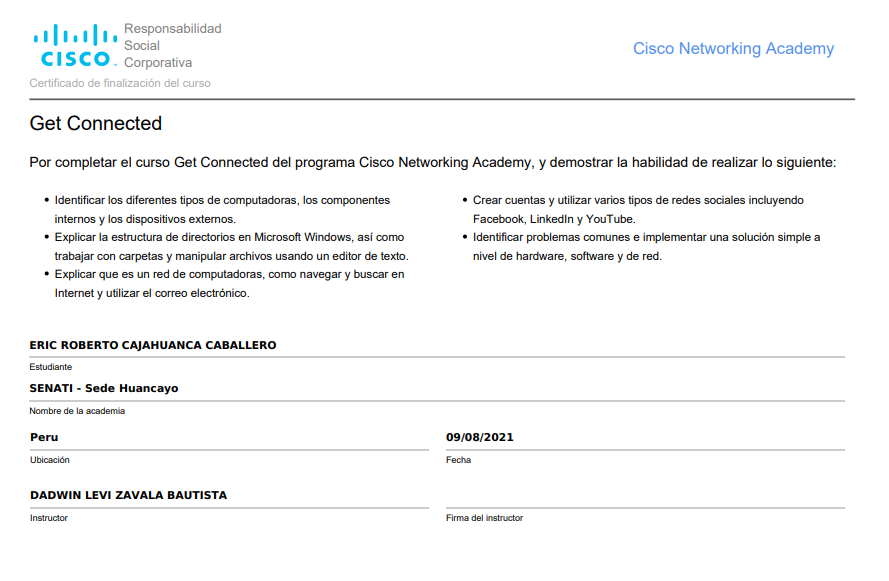 CISCO
Responsabilidad
Social
Corporativa
Cisco Networking Academy
Certificado de finalización del curso
Get Connected
Por completar el curso Get Connected del programa Cisco Networking Academy, y demostrar la habilidad de realizar lo siguiente:
• Identificar los diferentes tipos de computadoras, los componentes
internos y los dispositivos externos.
• Explicar la estructura de directorios en Microsoft Windows, así como
trabajar con carpetas y manipular archivos usando un editor de texto.
• Explicar que es un red de computadoras, como navegar y buscar en
Internet y utilizar el correo electrónico.
• Crear cuentas y utilizar varios tipos de redes sociales incluyendo
Facebook, LinkedIn y YouTube.
• Identificar problemas comunes e implementar una solución simple a
nivel de hardware, software y de red.
ERIC ROBERTO CAJAHUANCA CABALLERO
Estudiante
SENATI - Sede Huancayo
Nombre de la academia
Peru
Ubicación
09/08/2021
Fecha
DADWIN LEVI ZAVALA BAUTISTA
Instructor
Firma del instructor